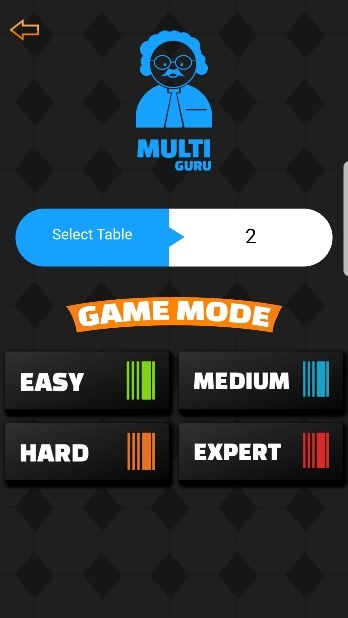 MULTI
GURU
Select Table 2
GAME MODE
EASY MEDIUM
HARD EXPERT